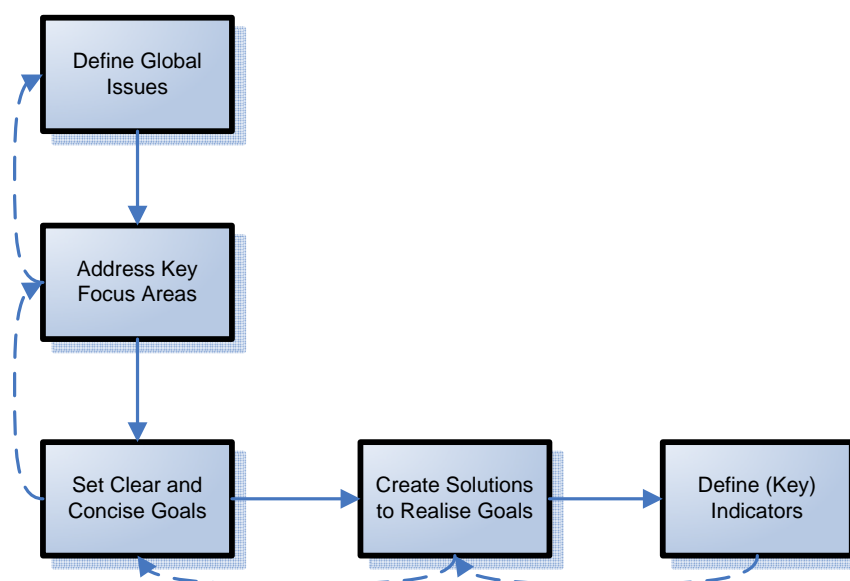 Define Global
Issues
Address Key
Focus Areas
Set Clear and
Concise Goals
Create Solutions
to Realise Goals
Define (Key)
Indicators